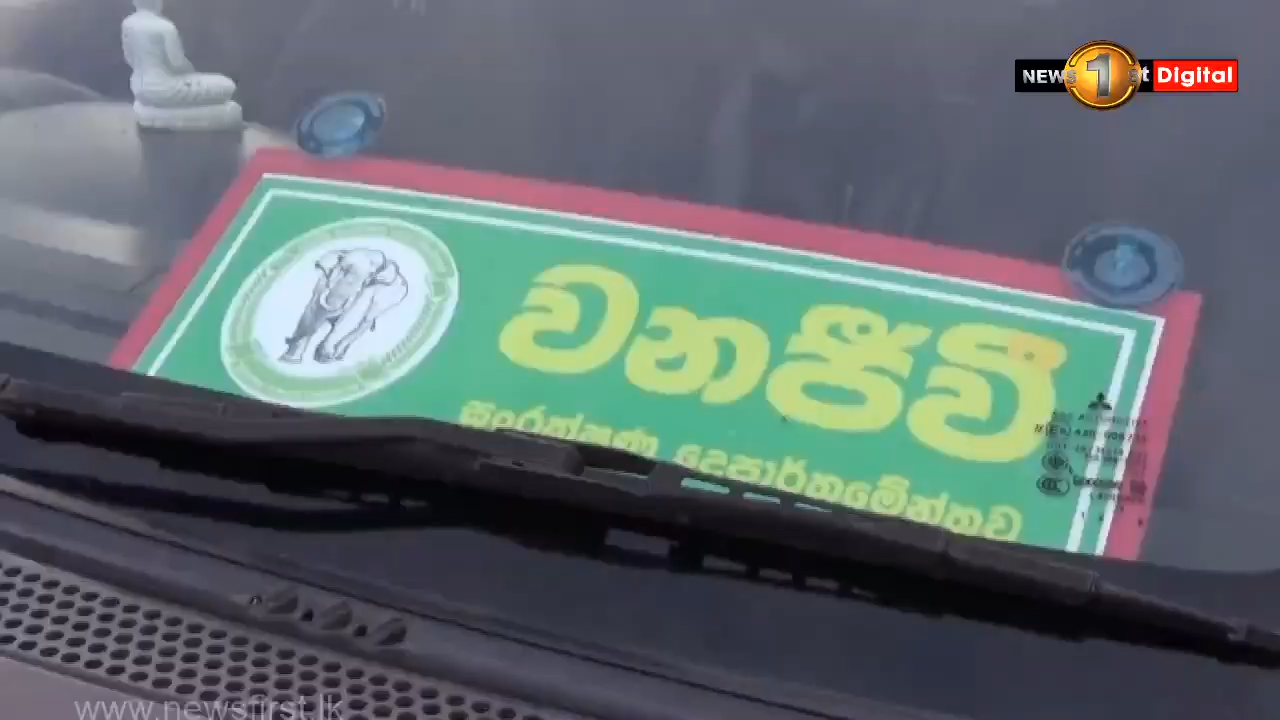 NEWS 1st Digital
වනජීවී
සංරක්ෂණ දෙපාර්තමේන්තුව
www.newsfirst.lk